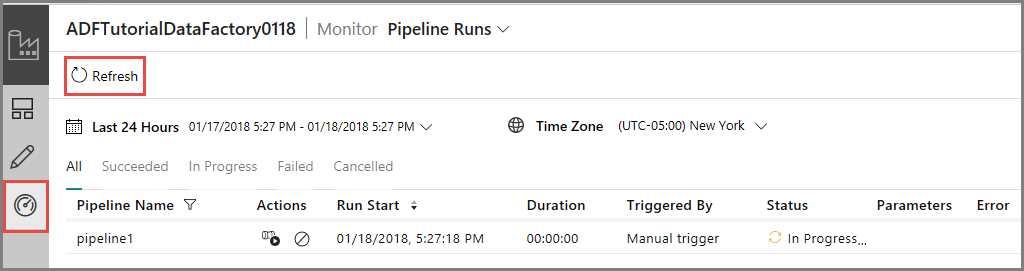 ADFTutorialDataFactory0118 | Monitor Pipeline Runs
Refresh
Last 24 Hours 01/17/2018 5:27 PM - 01/18/2018 5:27 PM Time Zone (UTC-05:00) New York
All Succeeded In Progress Failed Cancelled
Pipeline Name Actions Run Start Duration Triggered By Status Parameters Error
pipeline1 01/18/2018, 5:27:18 PM 00:00:00 Manual trigger In Progress...